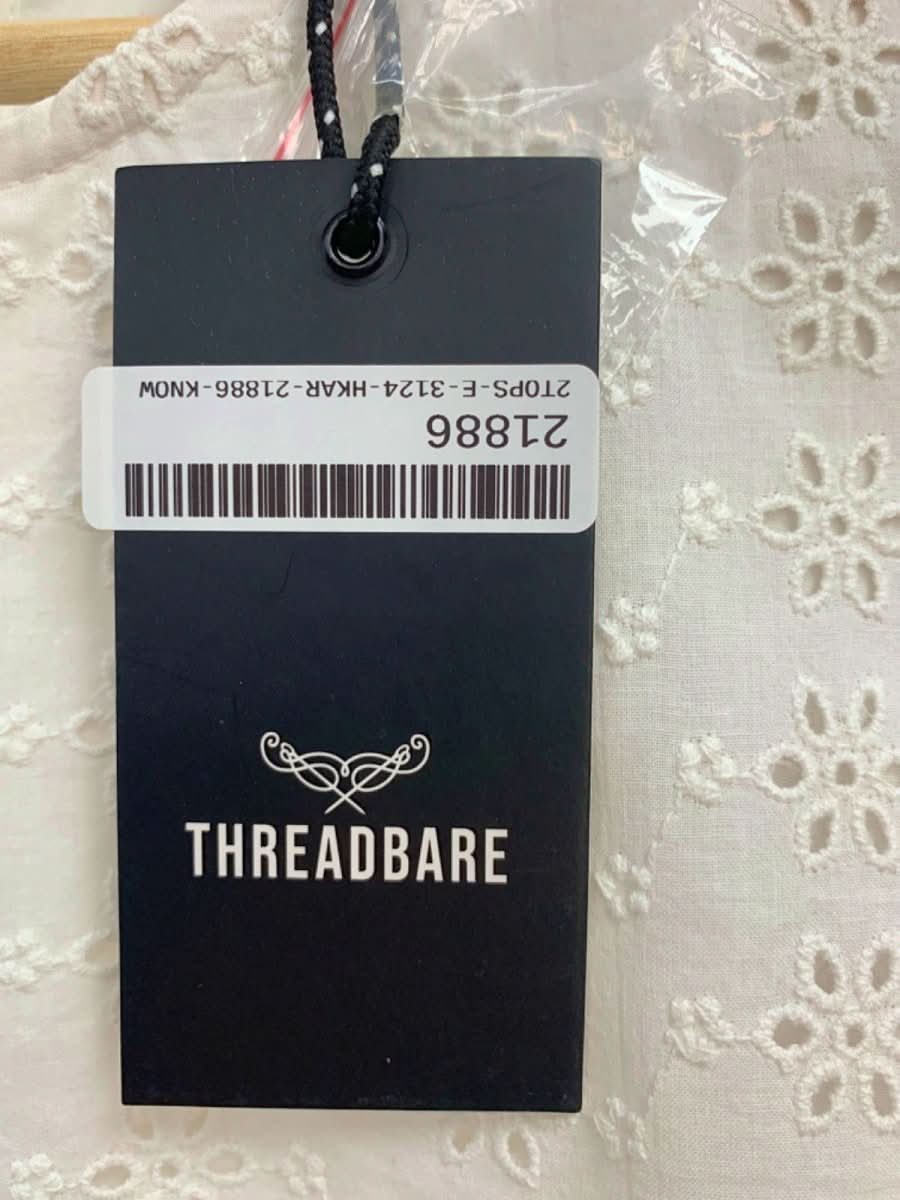 2TOPS-E-3124-HKAR-21886-KNOW
21886
THREADBARE